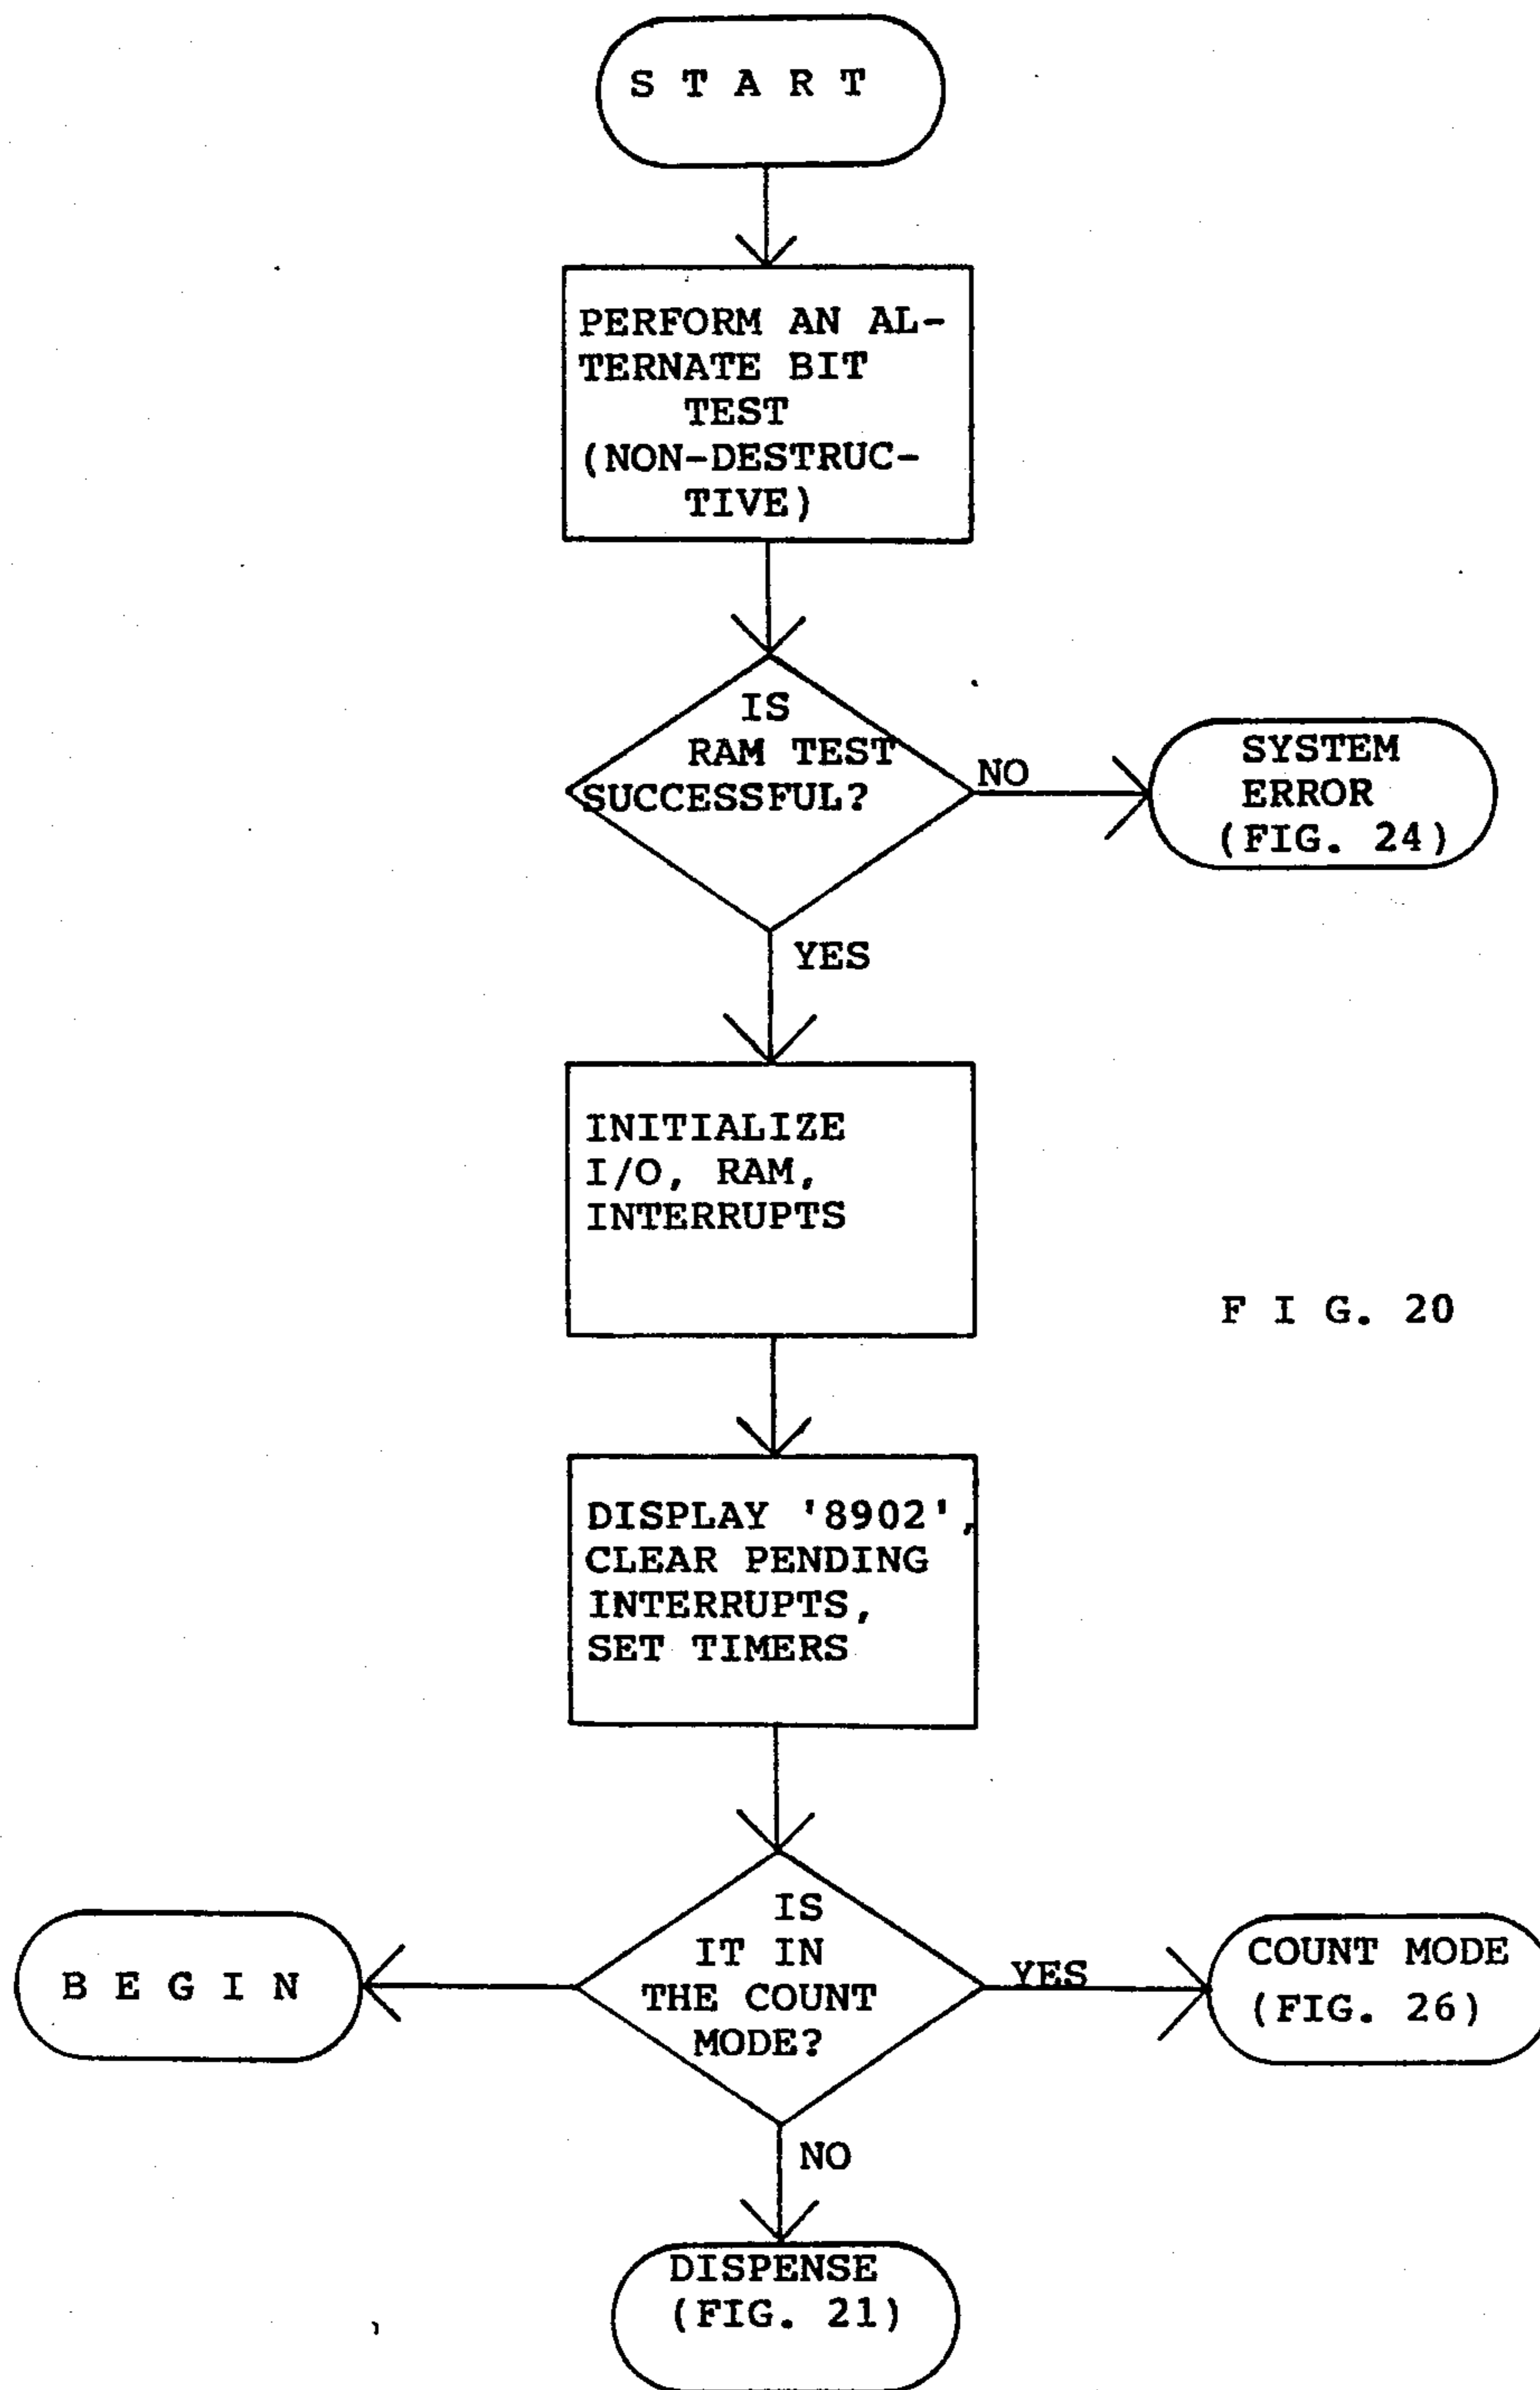 S T A R T
PERFORM AN AL-
TERNATE BIT
TEST
(NON-DESTRUC-
TIVE)
IS
RAM TEST
SUCCESSFUL?
NO
SYSTEM
ERROR
(FIG. 24)
YES
INITIALIZE
I/O, RAM,
INTERRUPTS
F I G. 20
DISPLAY '8902',
CLEAR PENDING
INTERRUPTS,
SET TIMERS
IS
IT IN
THE COUNT
MODE?
B E G I N
YES
COUNT MODE
(FIG. 26)
NO
DISPENSE
(FIG. 21)